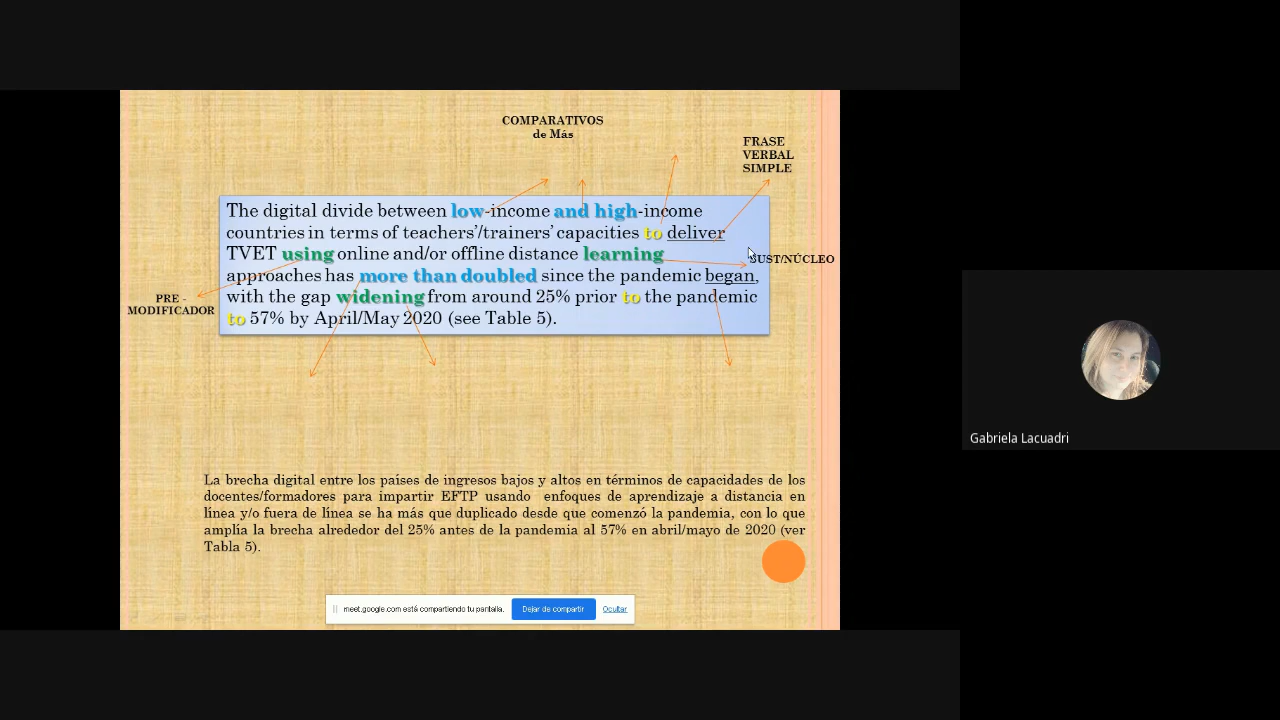 COMPARATIVOS
de Más
FRASE
VERBAL
SIMPLE
The digital divide between low-income and high-income
countries in terms of teachers'/trainers' capacities to deliver
TVET using online and/or offline distance learning
approaches has more than doubled since the pandemic began,
with the gap widening from around 25% prior to the pandemic
to 57% by April/May 2020 (see Table 5).
SUST/NÚCLEO
PRE -
MODIFICADOR
La brecha digital entre los países de ingresos bajos y altos en términos de capacidades de los
docentes/formadores para impartir EFTP usando enfoques de aprendizaje a distancia en
línea y/o fuera de línea se ha más que duplicado desde que comenzó la pandemia, con lo que
amplía la brecha alrededor del 25% antes de la pandemia al 57% en abril/mayo de 2020 (ver
Tabla 5).
meet.google.com está compartiendo tu pantalla.
Dejar de compartir
Ocultar
Gabriela Lacuadri